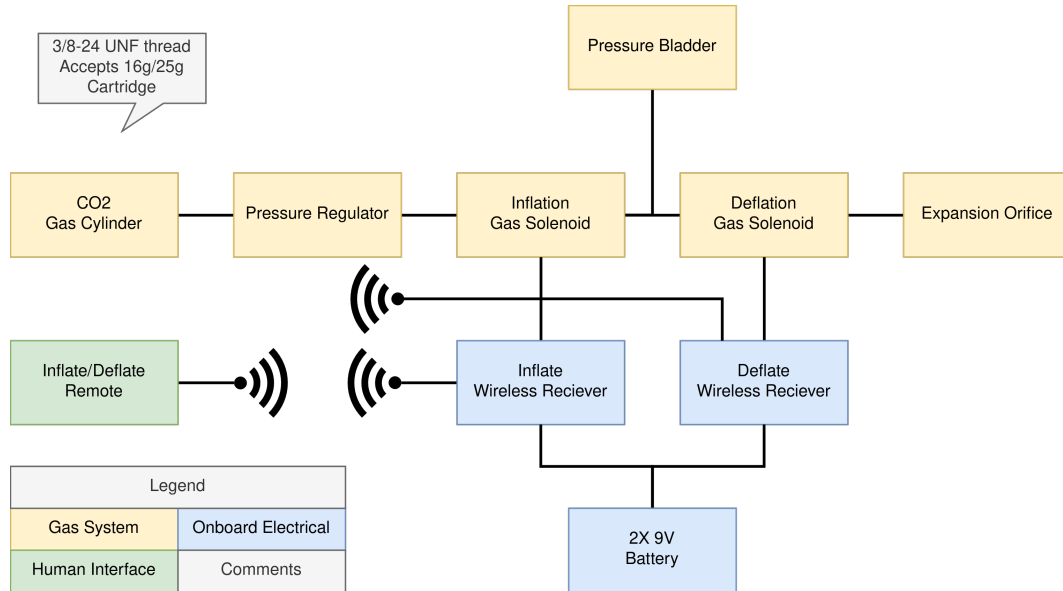 3/8-24 UNF thread
Accepts 16g/25g
Cartridge
Pressure Bladder
CO2
Gas Cylinder
Pressure Regulator
Inflation
Gas Solenoid
Deflation
Gas Solenoid
Expansion Orifice
Inflate/Deflate
Remote
Inflate
Wireless Reciever
Deflate
Wireless Reciever
Legend
Gas System
Onboard Electrical
Human Interface
Comments
2X 9V
Battery